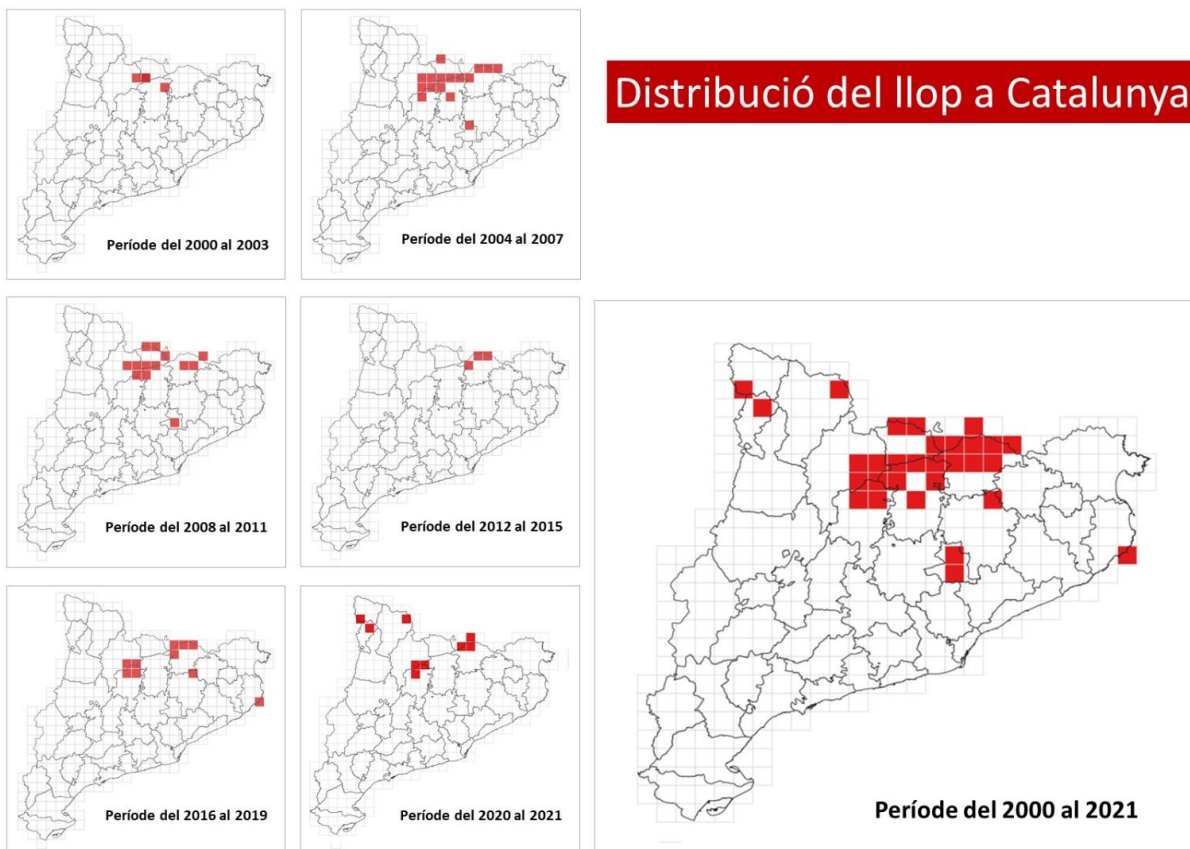 Distribució del llop a Catalunya
Període del 2000 al 2003
Període del 2004 al 2007
Període del 2008 al 2011
Període del 2012 al 2015
Període del 2016 al 2019
Període del 2020 al 2021
Període del 2000 al 2021